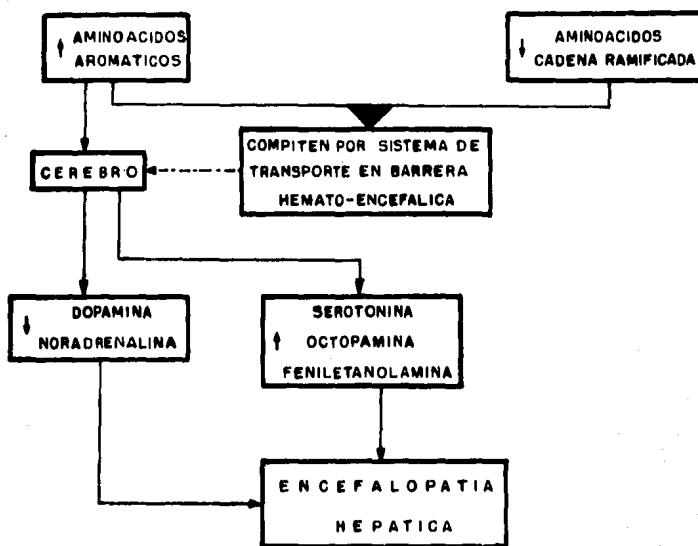 ↑ AMINOACIDOS
AROMATICOS
↓ AMINOACIDOS
CADENA RAMIFICADA
COMPITEN POR SISTEMA DE
TRANSPORTE EN BARRERA
HEMATO-ENCEFALICA
CEREBRO
↓ DOPAMINA
NORADRENALINA
SEROTONINA
↑ OCTOPAMINA
FENILETANOLAMINA
ENCEFALOPATIA
HEPATICA